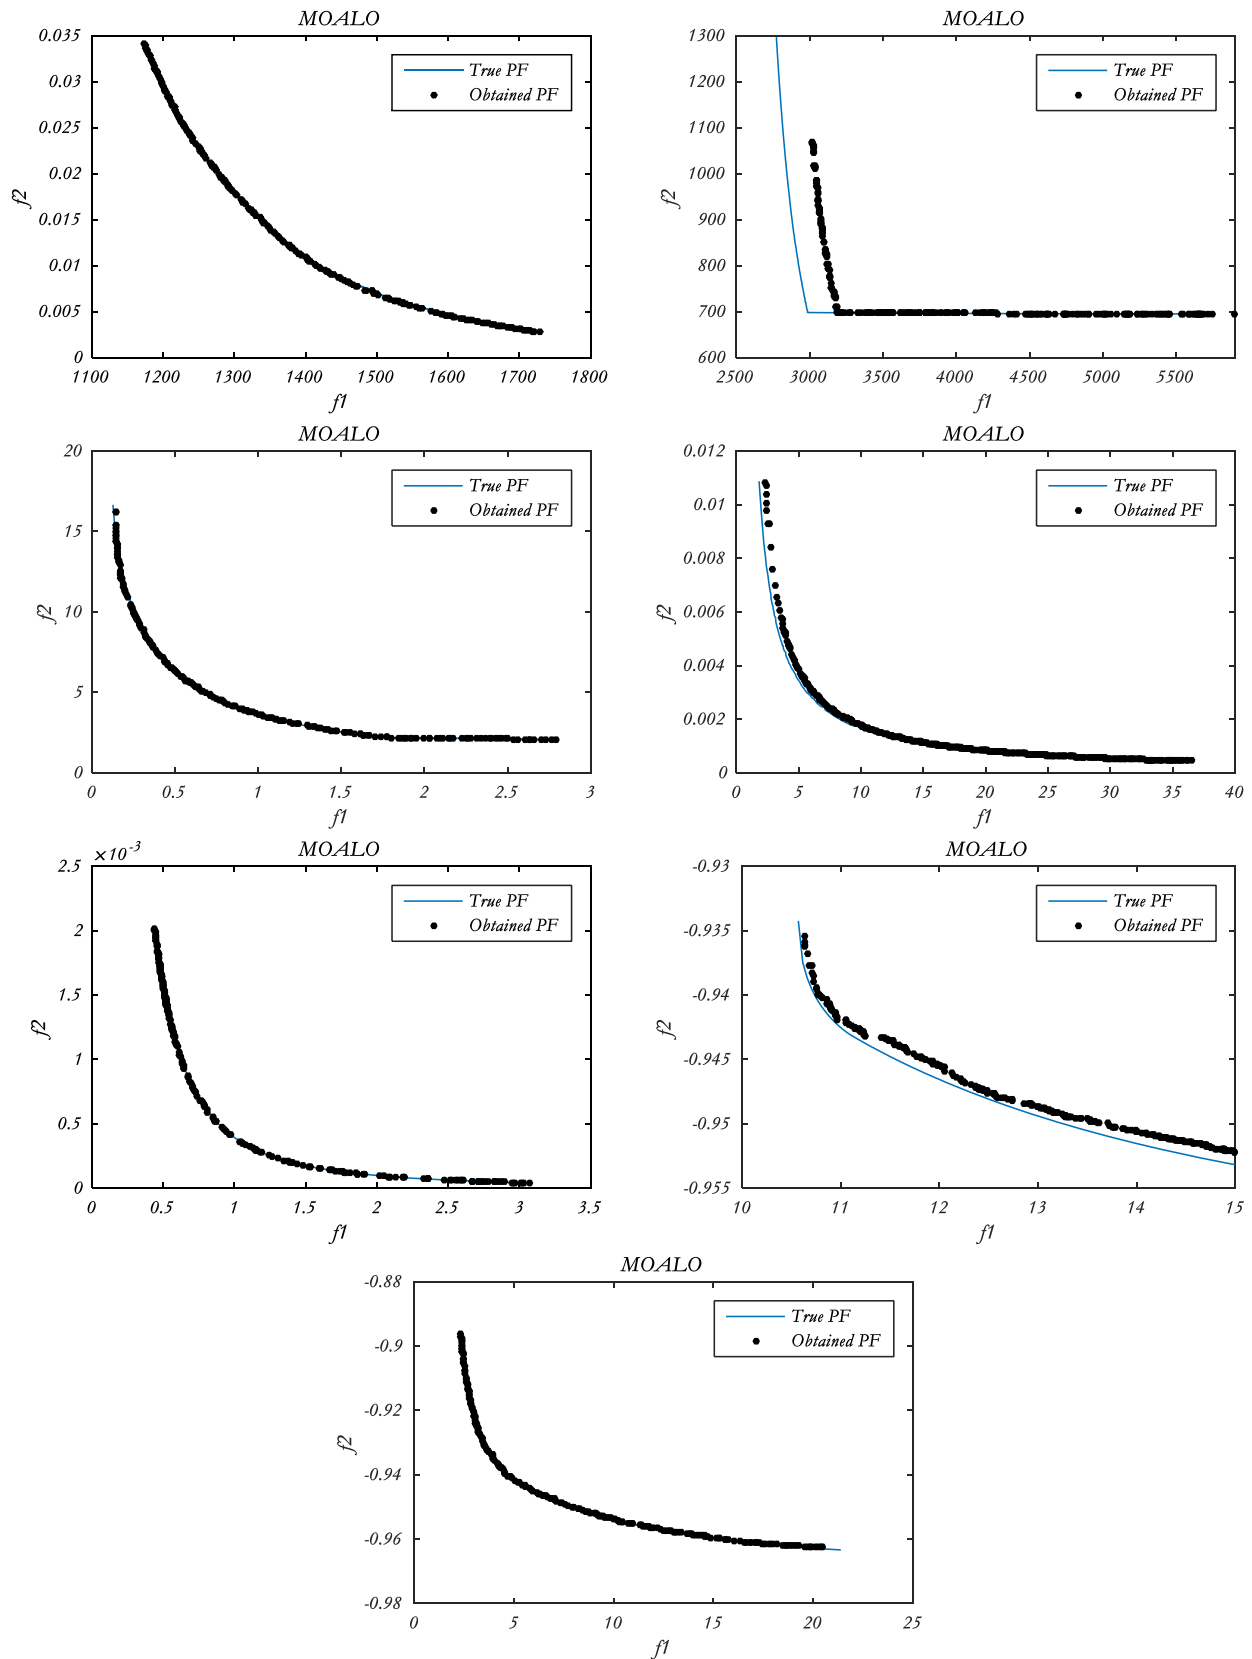 MOALO
0.035
0.03
0.025
0.02
0.015
0.01
0.005
0
f2
True PF
Obtained PF
1100 1200 1300 1400 1500 1600 1700 1800
f1
MOALO
1300
1200
1100
1000
900
800
700
600
f2
True PF
Obtained PF
2500 3000 3500 4000 4500 5000 5500
f1
MOALO
20
15
10
5
0
f2
True PF
Obtained PF
0 0.5 1 1.5 2 2.5 3
f1
MOALO
0.012
0.01
0.008
0.006
0.004
0.002
0
f2
True PF
Obtained PF
0 5 10 15 20 25 30 35 40
f1
MOALO
×10⁻³
2.5
2
1.5
1
0.5
0
f2
True PF
Obtained PF
0 0.5 1 1.5 2 2.5 3 3.5
f1
MOALO
-0.93
-0.935
-0.94
-0.945
-0.95
-0.955
f2
True PF
Obtained PF
10 11 12 13 14 15
f1
MOALO
-0.88
-0.9
-0.92
-0.94
-0.96
-0.98
f2
True PF
Obtained PF
0 5 10 15 20 25
f1